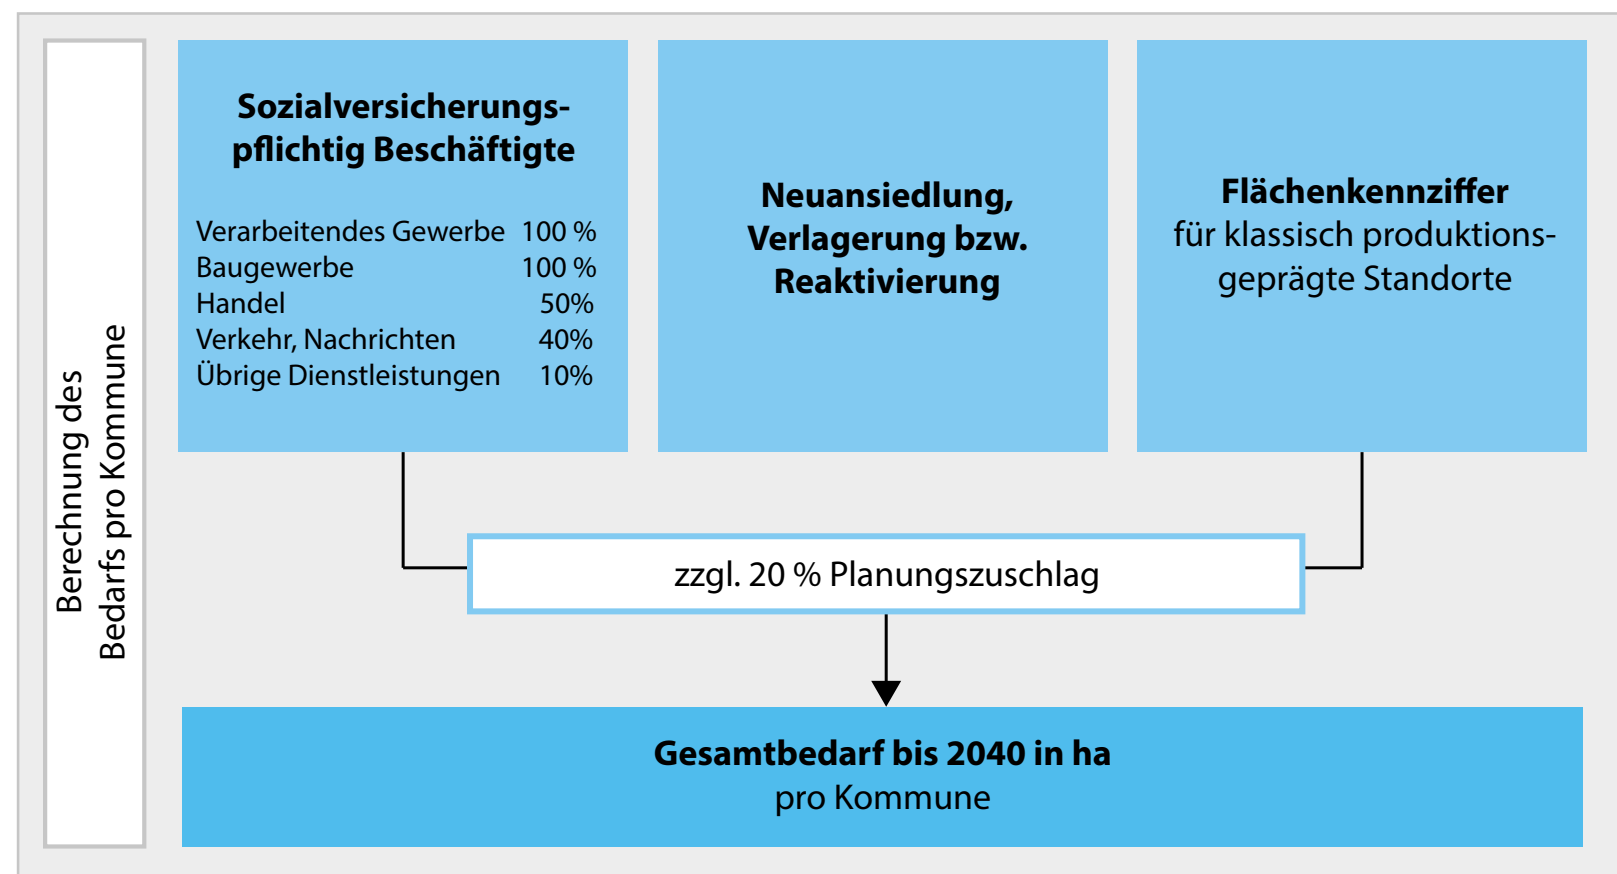 Berechnung des
Bedarfs pro Kommune
Sozialversicherungs-
pflichtig Beschäftigte
Verarbeitendes Gewerbe 100 %
Baugewerbe 100 %
Handel 50%
Verkehr, Nachrichten 40%
Übrige Dienstleistungen 10%
Neuansiedlung,
Verlagerung bzw.
Reaktivierung
Flächenkennziffer
für klassisch produktions-
geprägte Standorte
zzgl. 20 % Planungszuschlag
Gesamtbedarf bis 2040 in ha
pro Kommune